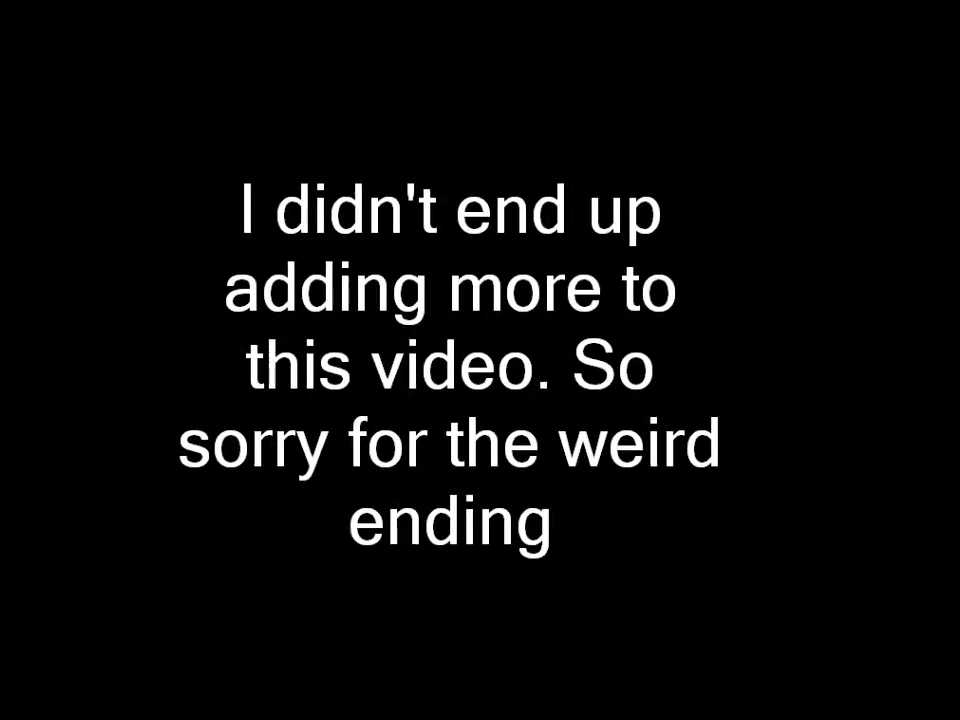 I didn't end up
adding more to
this video. So
sorry for the weird
ending